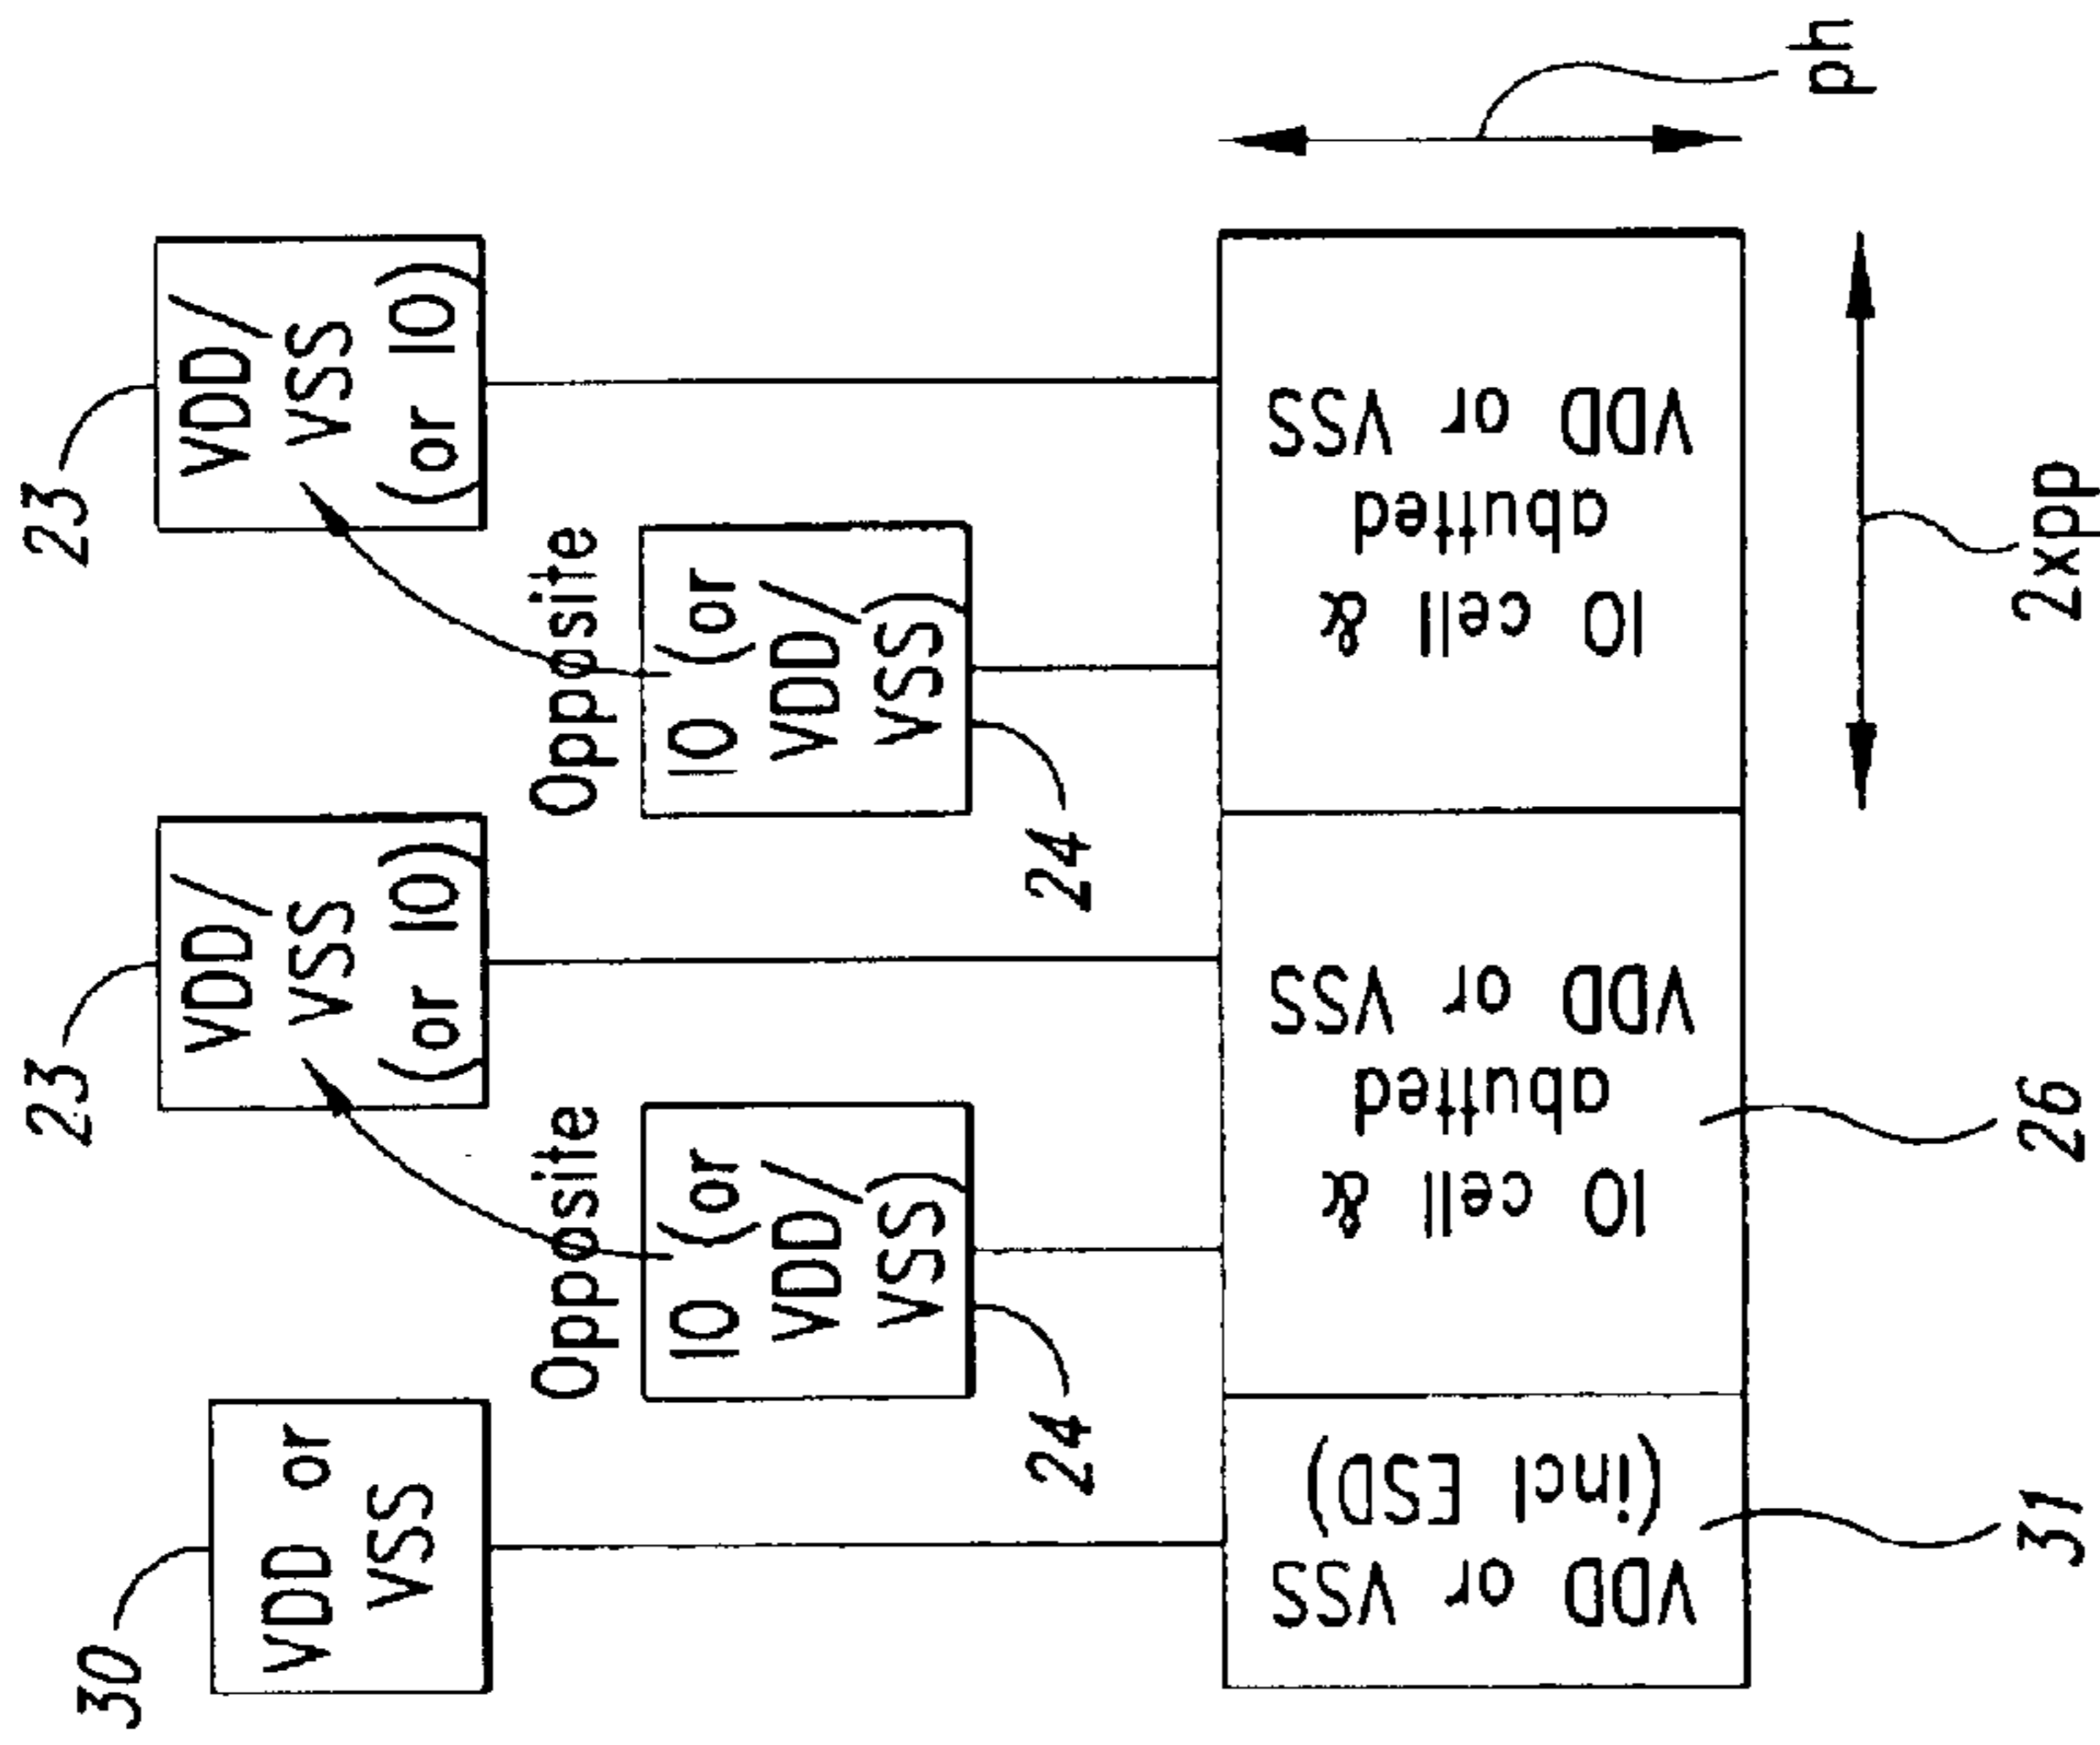 30
VDD or
VSS
23
VDD/
VSS
(or IO)
23
VDD/
VSS
(or IO)
Opposite
IO (or
VDD/
VSS)
24
Opposite
IO (or
VDD/
VSS)
24
VDD or VSS
(incl ESD)
31
IO cell &
abutted
VDD or VSS
26
IO cell &
abutted
VDD or VSS
ph
2xpp